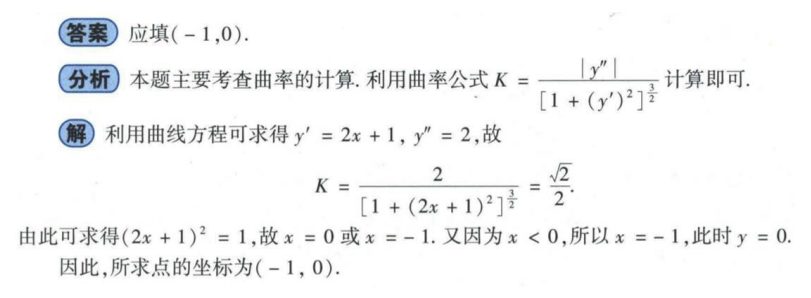 答案 应填(-1,0).
分析 本题主要考查曲率的计算. 利用曲率公式 K = |y″| / [1 + (y′)²]^{3/2} 计算即可.
解 利用曲线方程可求得 y′ = 2x + 1, y″ = 2,故
K = 2 / [1 + (2x + 1)²]^{3/2} = √2/2.
由此可求得(2x + 1)² = 1,故 x = 0 或 x = -1. 又因为 x < 0,所以 x = -1,此时 y = 0.
因此,所求点的坐标为(-1, 0).